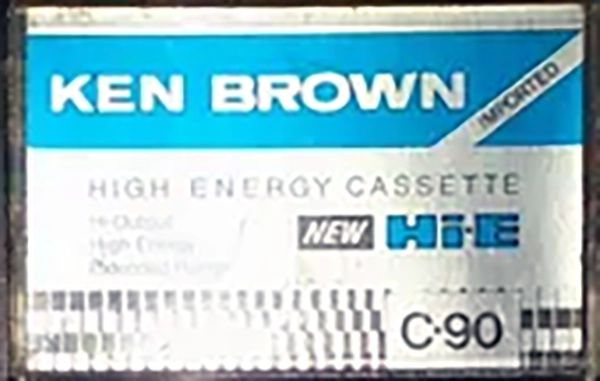 KEN BROWN
IMPORTED
HIGH ENERGY CASSETTE
Hi-Output
High Energy
Extended Range
NEW Hi-E
C-90